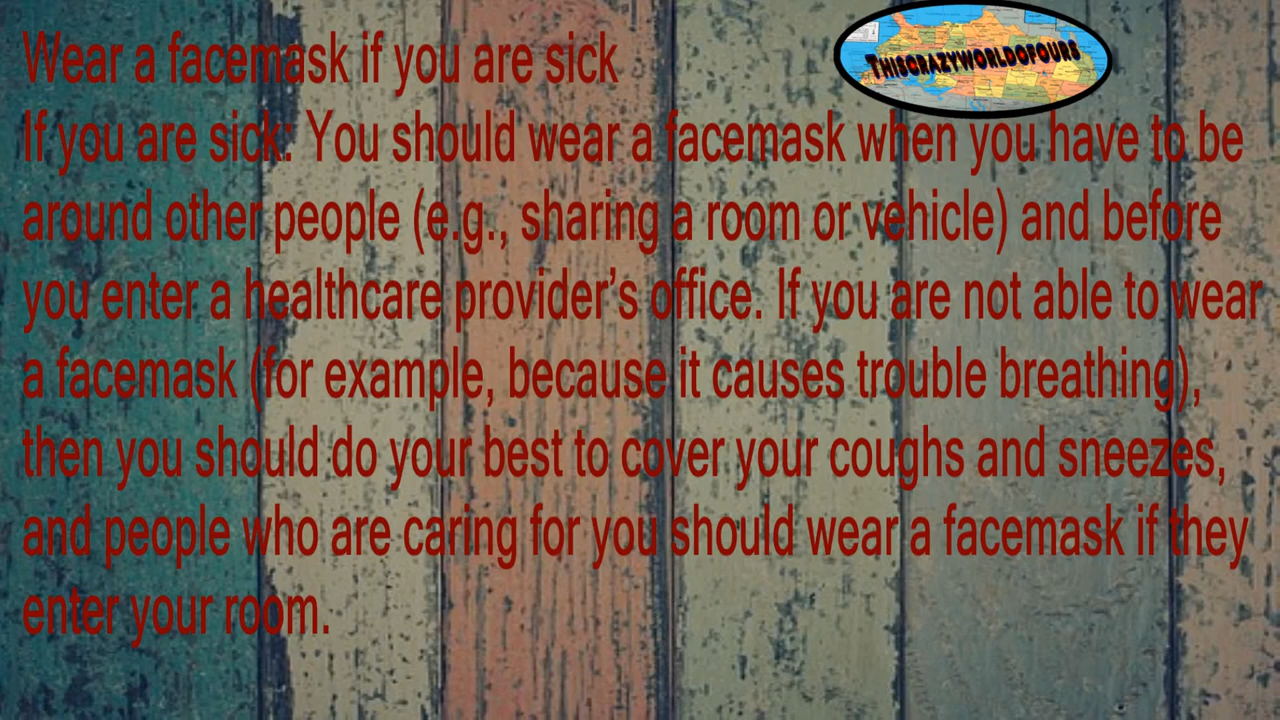 Wear a facemask if you are sick
THISCRAZYWORLDOFOURS
If you are sick: You should wear a facemask when you have to be
around other people (e.g., sharing a room or vehicle) and before
you enter a healthcare provider’s office. If you are not able to wear
a facemask (for example, because it causes trouble breathing),
then you should do your best to cover your coughs and sneezes,
and people who are caring for you should wear a facemask if they
enter your room.